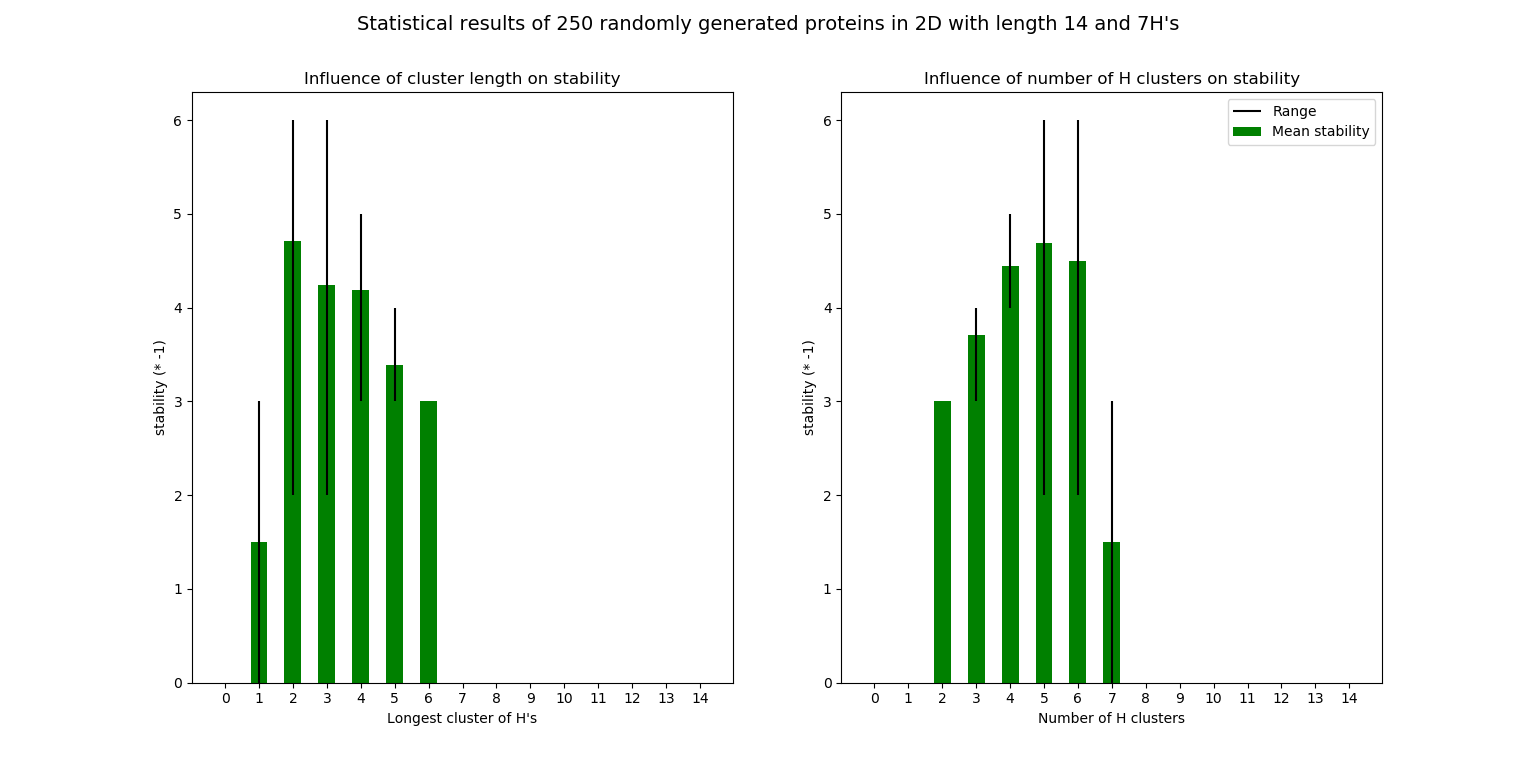 Statistical results of 250 randomly generated proteins in 2D with length 14 and 7H's
Influence of cluster length on stability
6
5
4
3
2
1
0
stability (* -1)
0 1 2 3 4 5 6 7 8 9 10 11 12 13 14
Longest cluster of H's
Influence of number of H clusters on stability
Range
Mean stability
6
5
4
3
2
1
0
stability (* -1)
0 1 2 3 4 5 6 7 8 9 10 11 12 13 14
Number of H clusters